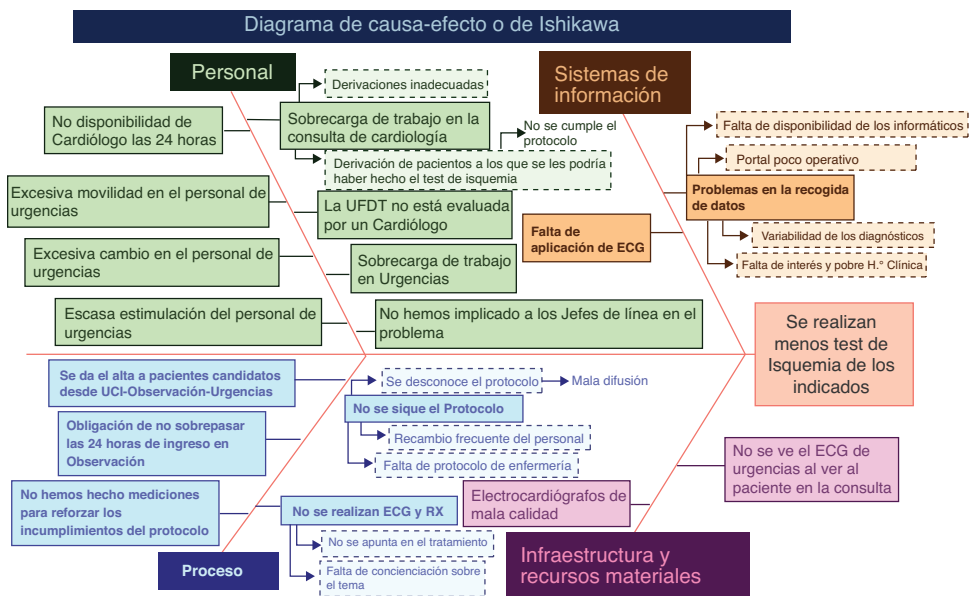 Diagrama de causa-efecto o de Ishikawa
Personal
Derivaciones inadecuadas
No disponibilidad de
Cardiólogo las 24 horas
Sobrecarga de trabajo en la
consulta de cardiología
No se cumple el
protocolo
Derivación de pacientes a los que se les podría
haber hecho el test de isquemia
Excesiva movilidad en el personal de
urgencias
La UFDT no está evaluada
por un Cardiólogo
Excesiva cambio en el personal de
urgencias
Sobrecarga de trabajo
en Urgencias
Escasa estimulación del personal de
urgencias
No hemos implicado a los Jefes de línea en el
problema
Sistemas de
información
Falta de disponibilidad de los informáticos
Portal poco operativo
Problemas en la recogida
de datos
Falta de
aplicación de ECG
Variabilidad de los diagnósticos
Falta de interés y pobre H.° Clínica
Se realizan
menos test de
Isquemia de los
indicados
Se da el alta a pacientes candidatos
desde UCI-Observación-Urgencias
Se desconoce el protocolo
Mala difusión
No se sique el Protocolo
Obligación de no sobrepasar
las 24 horas de ingreso en
Observación
Recambio frecuente del personal
Falta de protocolo de enfermería
No hemos hecho mediciones
para reforzar los
incumplimientos del protocolo
No se realizan ECG y RX
No se apunta en el tratamiento
Falta de concienciación sobre
el tema
Proceso
No se ve el ECG de
urgencias al ver al
paciente en la consulta
Electrocardiógrafos de
mala calidad
Infraestructura y
recursos materiales